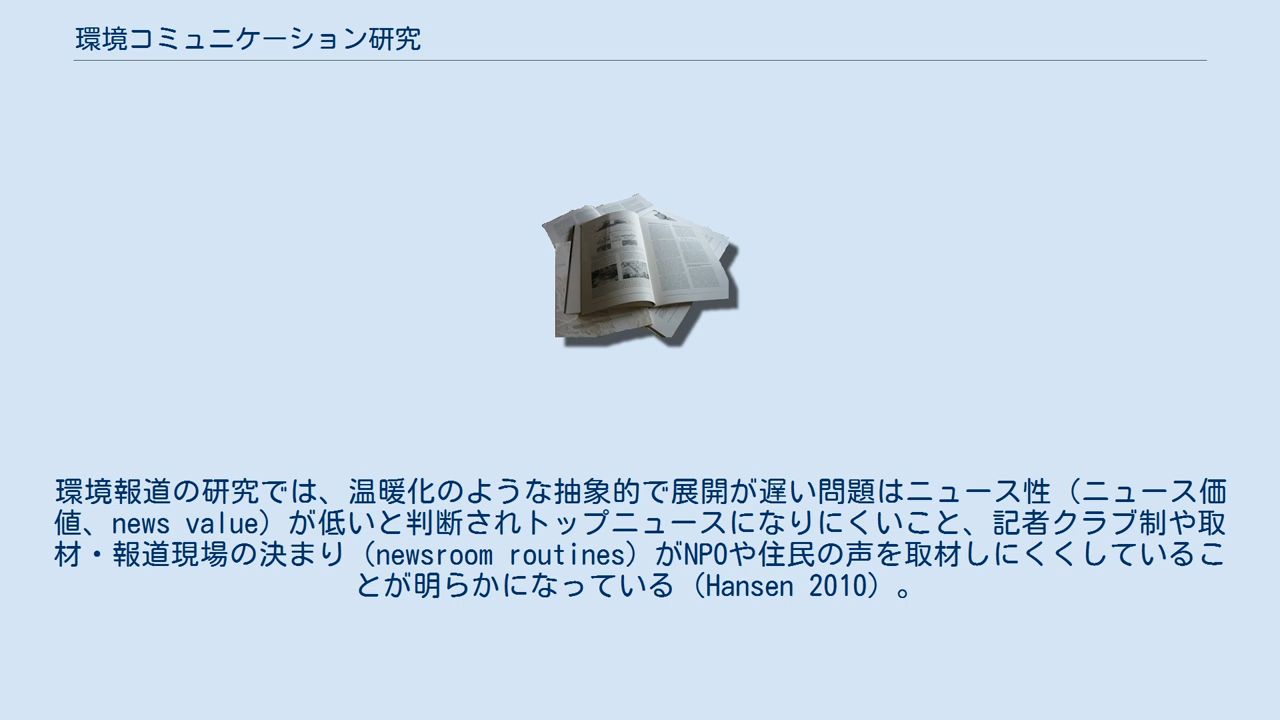 環境コミュニケーション研究
環境報道の研究では、温暖化のような抽象的で展開が遅い問題はニュース性（ニュース価
値、news value）が低いと判断されトップニュースになりにくいこと、記者クラブ制や取
材・報道現場の決まり（newsroom routines）がNPOや住民の声を取材しにくくしているこ
とが明らかになっている（Hansen 2010）。